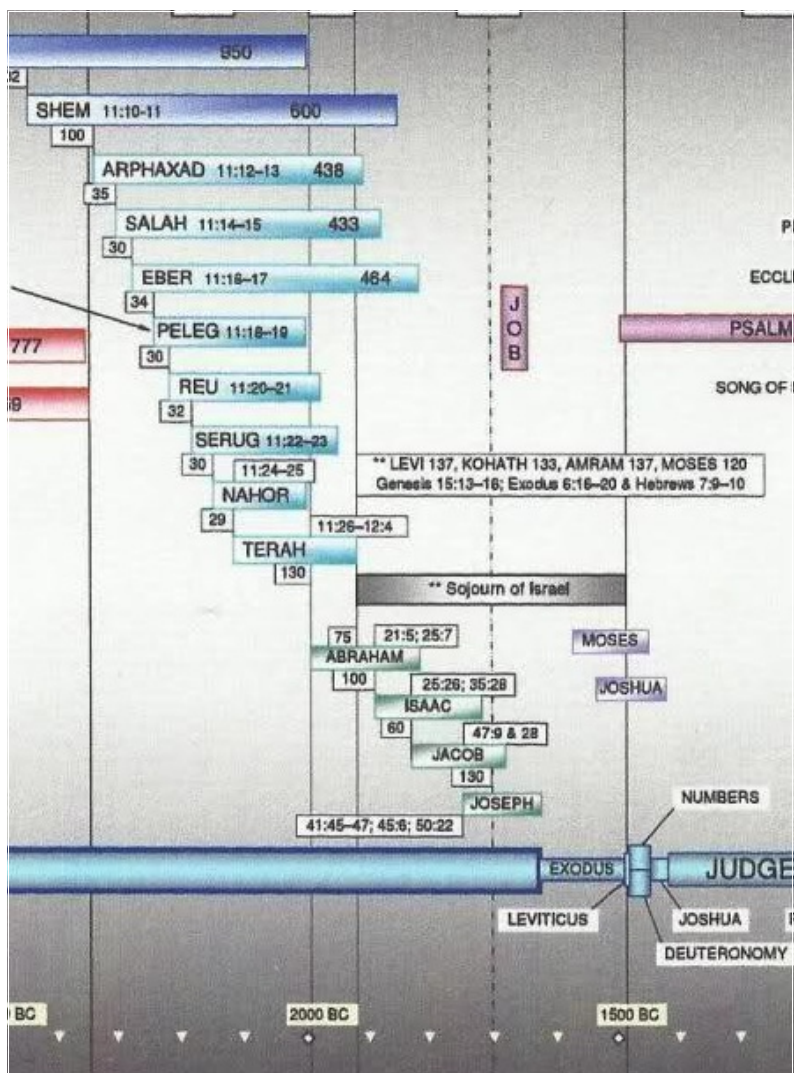 950
SHEM 11:10-11 600
100
ARPHAXAD 11:12–13 438
35
SALAH 11:14–15 433
30
EBER 11:16–17 464
34
PELEG 11:18–19
777
30
REU 11:20–21
32
SERUG 11:22–23
30
11:24–25
NAHOR
29
11:26–12:4
TERAH
130
JOB
PSALM
SONG OF
** LEVI 137, KOHATH 133, AMRAM 137, MOSES 120
Genesis 15:13–16; Exodus 6:16–20 & Hebrews 7:9–10
** Sojourn of Israel
75
21:5; 25:7
ABRAHAM
MOSES
100
25:26; 35:28
ISAAC
JOSHUA
60
47:9 & 28
JACOB
130
JOSEPH
41:45–47; 45:6; 50:22
NUMBERS
EXODUS
JUDGE
LEVITICUS
JOSHUA
DEUTERONOMY
BC
2000 BC
1500 BC